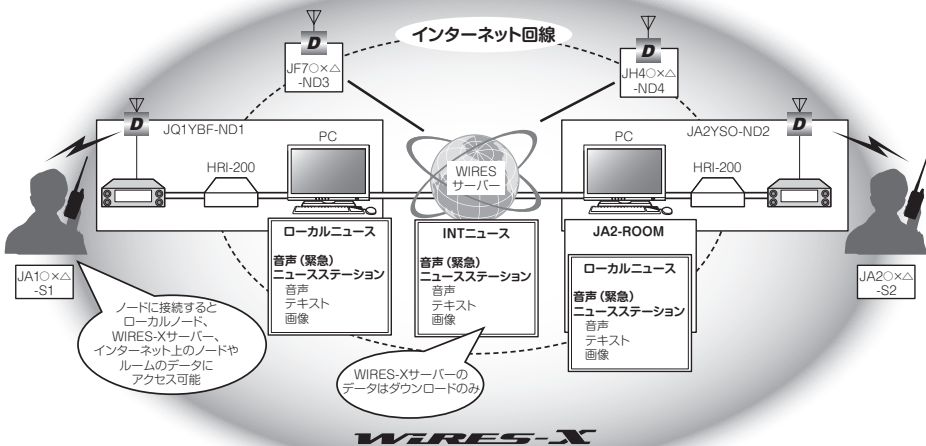 インターネット回線
D
JF7○×△
-ND3
D
JH4○×△
-ND4
D
JQ1YBF-ND1
PC
HRI-200
WIRES
サーバー
PC
JA2YSO-ND2
D
HRI-200
JA1○×△
-S1
JA2○×△
-S2
ローカルニュース
音声（緊急）
ニュースステーション
音声
テキスト
画像
INTニュース
音声（緊急）
ニュースステーション
音声
テキスト
画像
JA2-ROOM
ローカルニュース
音声（緊急）
ニュースステーション
音声
テキスト
画像
ノードに接続すると
ローカルノード、
WIRES-Xサーバー、
インターネット上のノードや
ルームのデータに
アクセス可能
WIRES-Xサーバーの
データはダウンロードのみ
WIRES-X